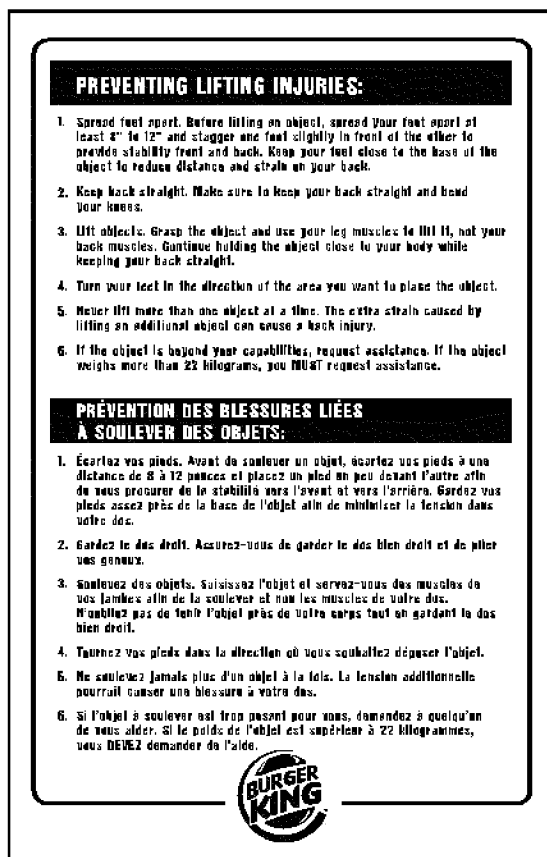 PREVENTING LIFTING INJURIES:
1. Spread feet apart. Before lifting an object, spread your feet apart at
least 8" to 12" and stagger one foot slightly in front of the other to
provide stability front and back. Keep your feet close to the base of the
object to reduce distance and strain on your back.
2. Keep back straight. Make sure to keep your back straight and bend
your knees.
3. Lift objects. Grasp the object and use your leg muscles to lift it, not your
back muscles. Continue holding the object close to your body while
keeping your back straight.
4. Turn your feet in the direction of the area you want to place the object.
5. Never lift more than one object at a time. The extra strain caused by
lifting an additional object can cause a back injury.
6. If the object is beyond your capabilities, request assistance. If the object
weighs more than 22 kilograms, you MUST request assistance.
PRÉVENTION DES BLESSURES LIÉES
À SOULEVER DES OBJETS:
1. Écartez vos pieds. Avant de soulever un objet, écartez vos pieds à une
distance de 8 à 12 pouces et placez un pied un peu devant l'autre afin
de vous procurer de la stabilité vers l'avant et vers l'arrière. Gardez vos
pieds assez près de la base de l'objet afin de minimiser la tension dans
votre dos.
2. Gardez le dos droit. Assurez-vous de garder le dos bien droit et de plier
vos genoux.
3. Soulevez des objets. Saisissez l'objet et servez-vous des muscles de
vos jambes afin de la soulever et non les muscles de votre dos.
N'oubliez pas de tenir l'objet près de votre corps tout en gardant le dos
bien droit.
4. Tournez vos pieds dans la direction où vous souhaitez déposer l'objet.
5. Ne soulevez jamais plus d'un objet à la fois. La tension additionnelle
pourrait causer une blessure à votre dos.
6. Si l'objet à soulever est trop pesant pour vous, demandez à quelqu'un
de vous aider. Si le poids de l'objet est supérieur à 22 kilogrammes,
vous DEVEZ demander de l'aide.
BURGER
KING